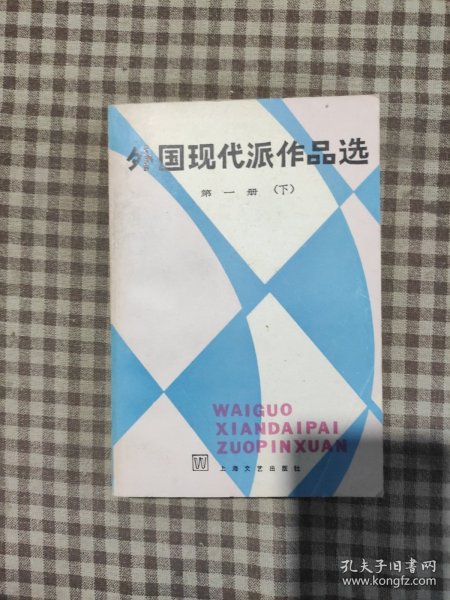 外国现代派作品选
第一册(下)
WAIGUO
XIANDAIPAI
ZUOPINXUAN
上海文艺出版社
孔夫子旧书网
www.kongfz.com